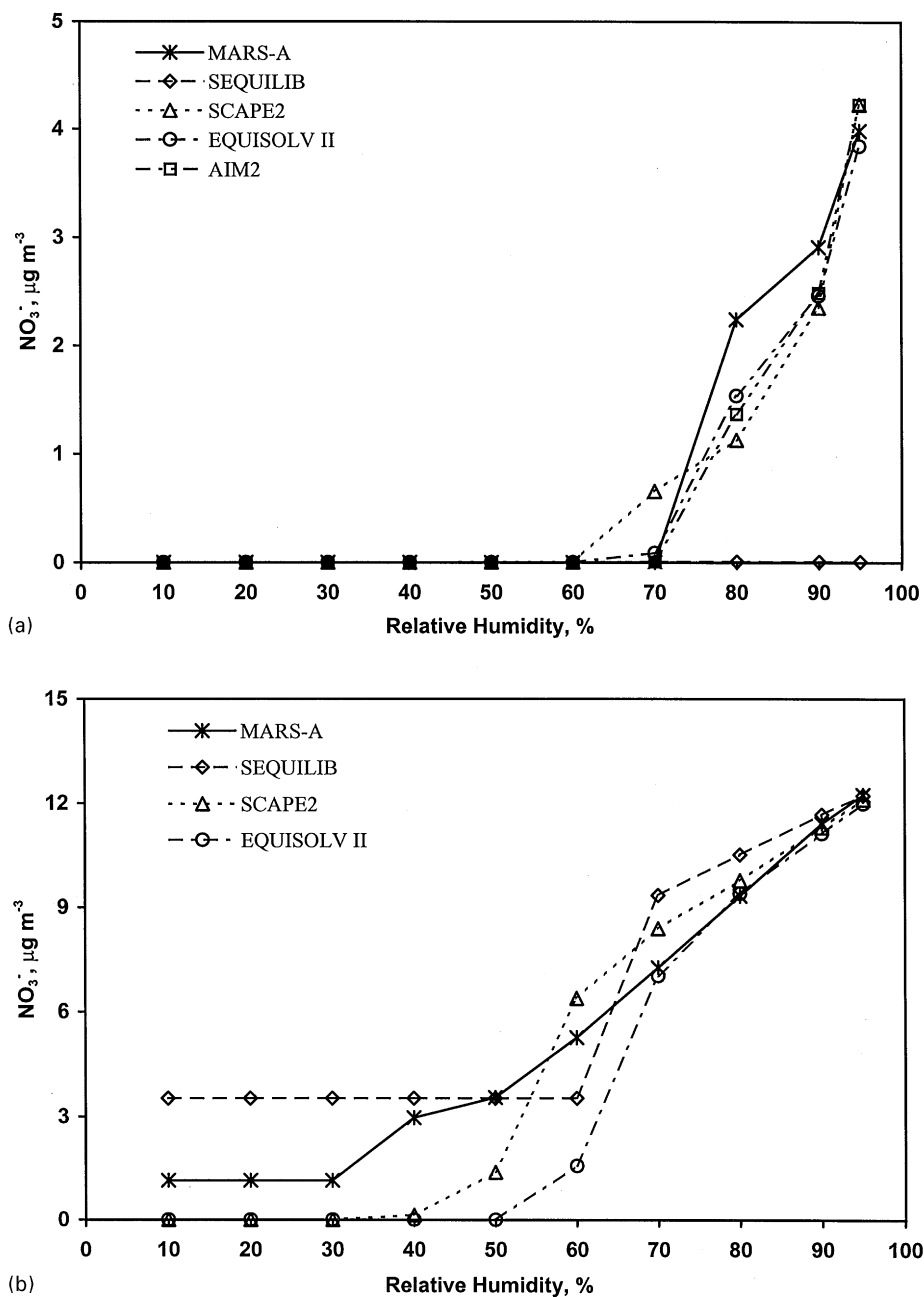 5
4
3
2
1
0
NO₃⁻, µg m⁻³
MARS-A
SEQUILIB
SCAPE2
EQUISOLV II
AIM2
0 10 20 30 40 50 60 70 80 90 100
Relative Humidity, %
(a)
15
12
9
6
3
0
NO₃⁻, µg m⁻³
MARS-A
SEQUILIB
SCAPE2
EQUISOLV II
0 10 20 30 40 50 60 70 80 90 100
Relative Humidity, %
(b)